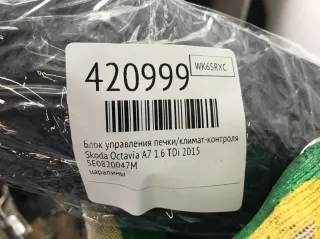 420999
WK65RXC
Блок управления печки/климат-контроля
Skoda Octavia A7 1.6 TDi 2015
5E0820047M
царапины